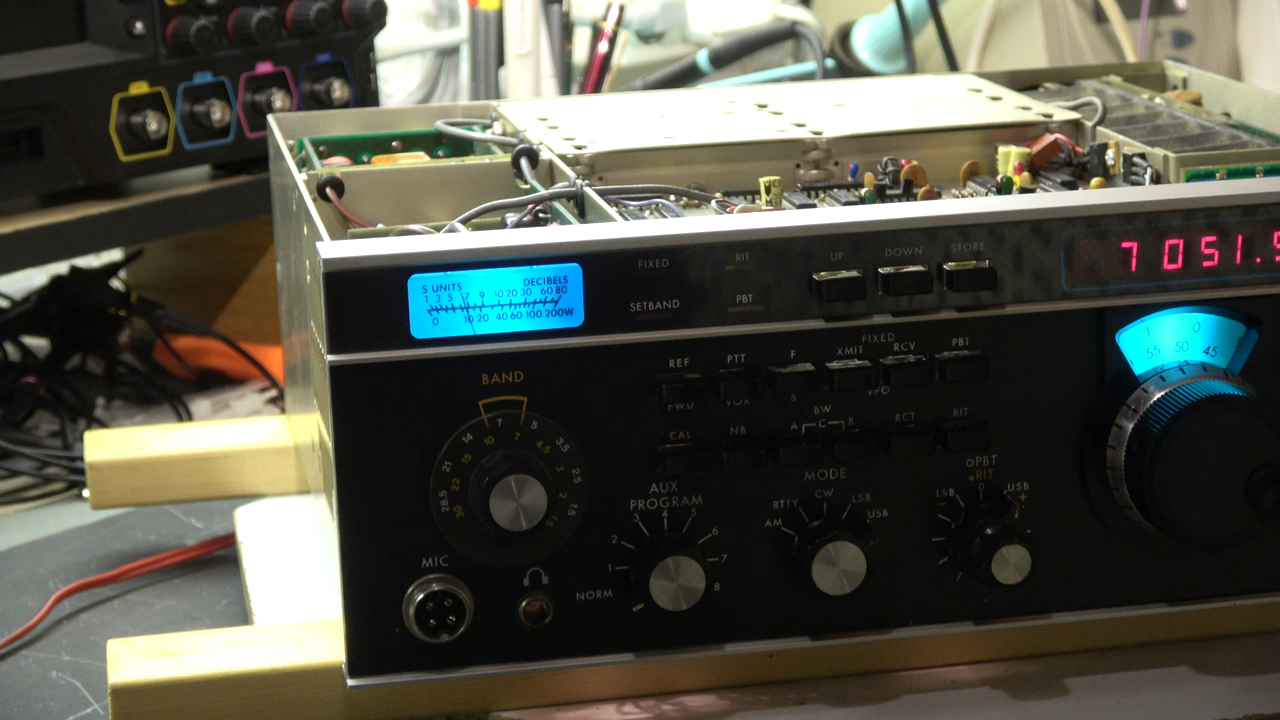 S UNITS DECIBELS
1 3 5 7 9 10 20 30 60 80
0 10 20 40 60 100 200W
FIXED RIT
SETBAND PBT
UP DOWN STORE
7051.5
1 0
55 50 45
BAND
7 5 3.5 2.5 1.5
14 21 28.5
10 7 4.5 3 2
15 22 30
FIXED
REF PTT F XMIT RCV PBT
FWD VOX S VFO
BW
CAL NB A C B RCT RIT
AUX
PROGRAM
NORM 1 2 3 4 5 6 7 8
MODE
AM RTTY CW LSB USB
PBT
RIT
LSB 0 USB
+
MIC